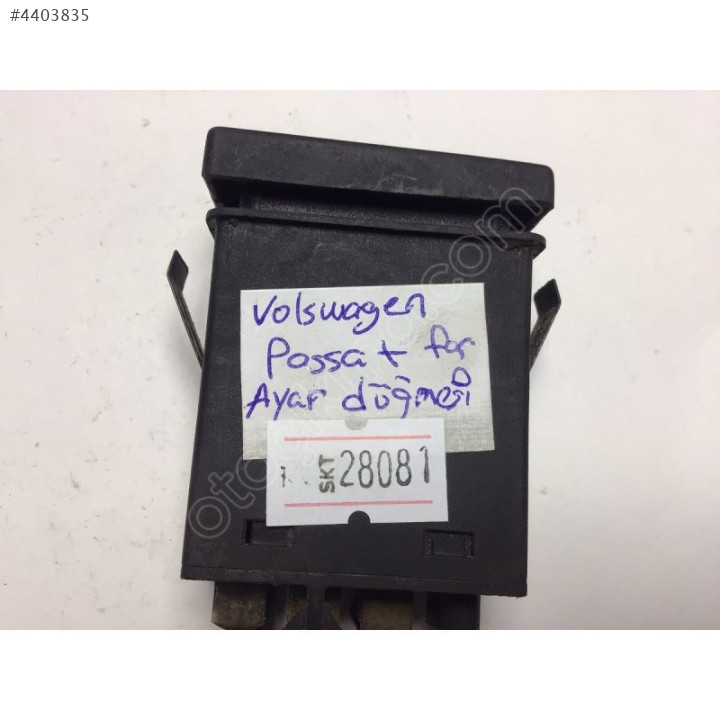 #4403835
Volswagen
Passat far
Ayar düğmesi
SKT 28081